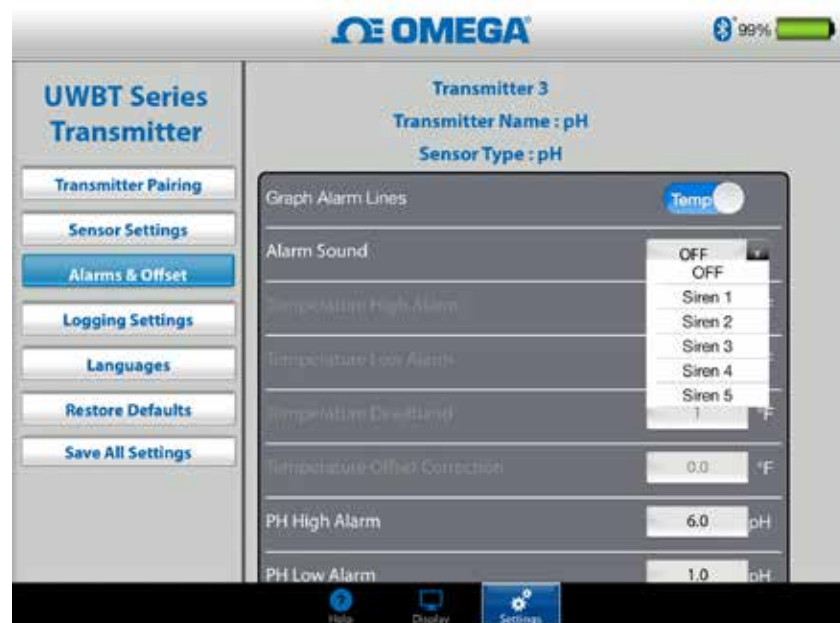 OMEGA
99%
UWBT Series
Transmitter
Transmitter Pairing
Sensor Settings
Alarms & Offset
Logging Settings
Languages
Restore Defaults
Save All Settings
Transmitter 3
Transmitter Name : pH
Sensor Type : pH
Graph Alarm Lines
Temp
Alarm Sound
OFF
OFF
Siren 1
Siren 2
Siren 3
Siren 4
Siren 5
Temperature High Alarm
Temperature Low Alarm
Temperature Deadband
1 °F
Temperature Offset Correction
0.0 °F
PH High Alarm
6.0 pH
PH Low Alarm
1.0 pH
Help
Display
Settings